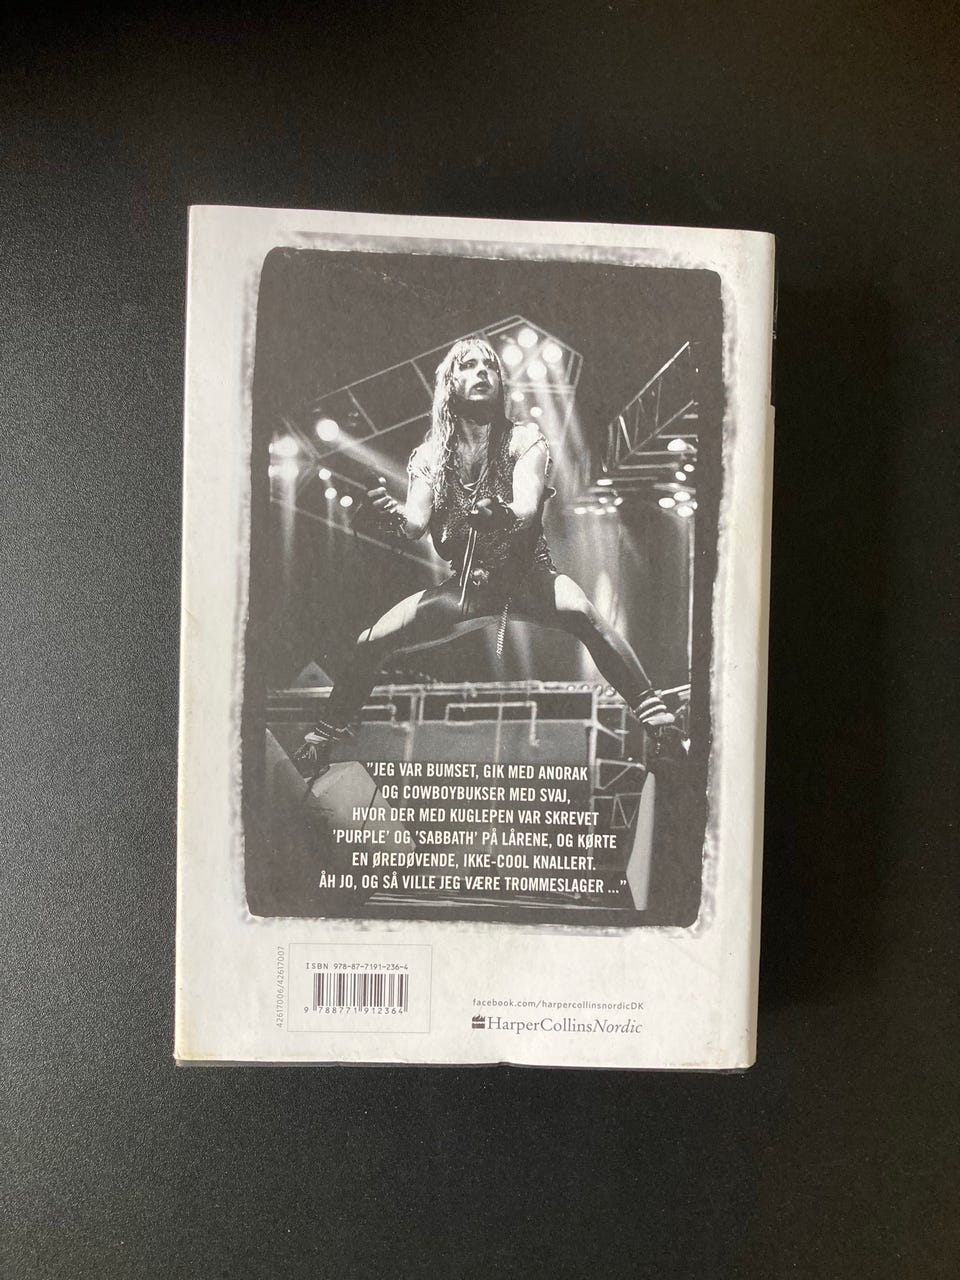 ”JEG VAR BUMSET, GIK MED ANORAK
OG COWBOYBUKSER MED SVAJ,
HVOR DER MED KUGLEPEN VAR SKREVET
’PURPLE’ OG ’SABBATH’ PÅ LÅRENE, OG KØRTE
EN ØREDØVENDE, IKKE-COOL KNALLERT.
ÅH JO, OG SÅ VILLE JEG VÆRE TROMMESLAGER ...”
42617006/42617007
ISBN 978-87-7191-236-4
9 788771 912364
facebook.com/harpercollinsnordicDK
HarperCollinsNordic